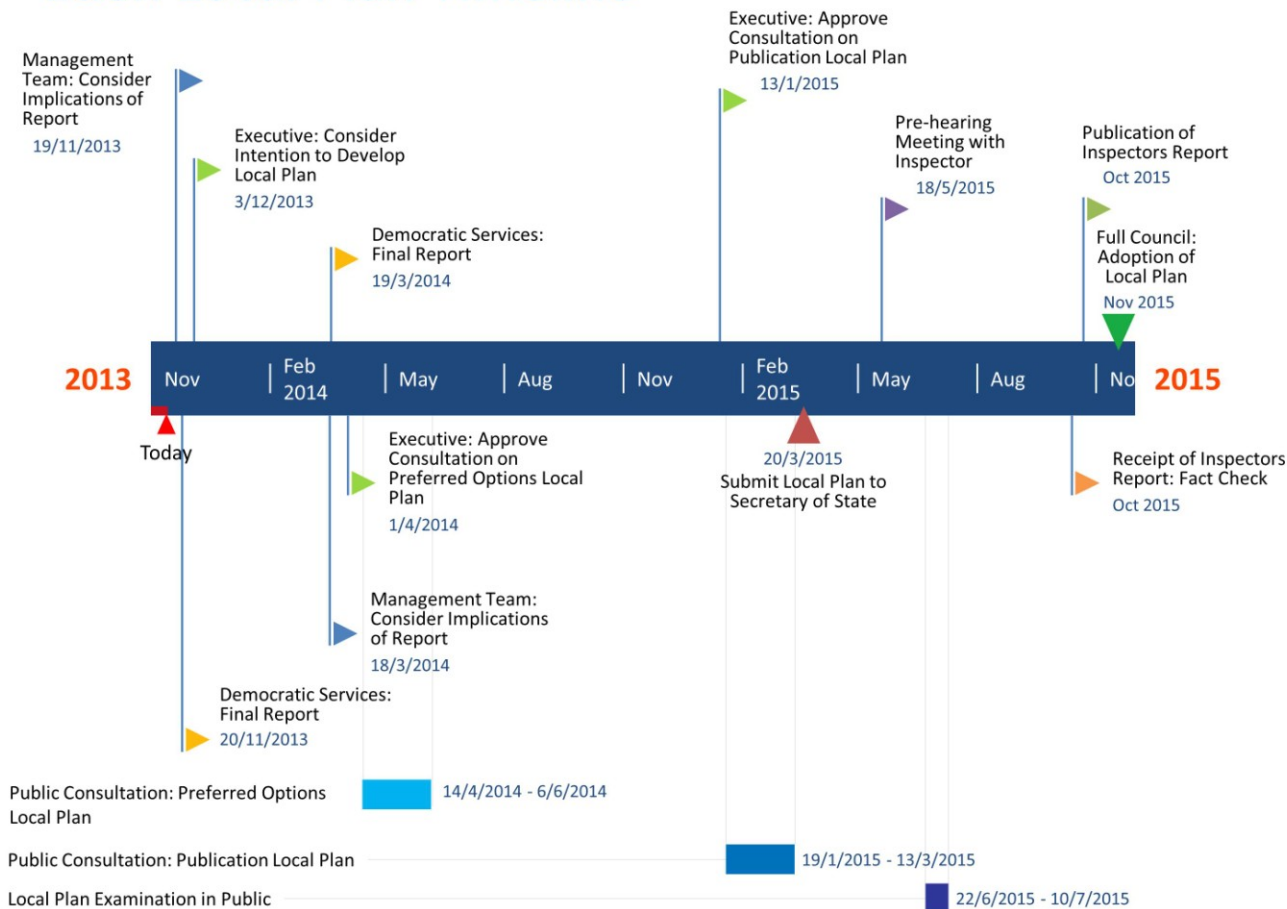 Executive: Approve
Consultation on
Publication Local Plan
13/1/2015
Management
Team: Consider
Implications of
Report
19/11/2013
Executive: Consider
Intention to Develop
Local Plan
3/12/2013
Pre-hearing
Meeting with
Inspector
18/5/2015
Publication of
Inspectors Report
Oct 2015
Democratic Services:
Final Report
19/3/2014
Full Council:
Adoption of
Local Plan
Nov 2015
2013
Nov
Feb
2014
May
Aug
Nov
Feb
2015
May
Aug
No
2015
Today
Executive: Approve
Consultation on
Preferred Options Local
Plan
1/4/2014
20/3/2015
Submit Local Plan to
Secretary of State
Receipt of Inspectors
Report: Fact Check
Oct 2015
Management Team:
Consider Implications
of Report
18/3/2014
Democratic Services:
Final Report
20/11/2013
Public Consultation: Preferred Options
Local Plan
14/4/2014 - 6/6/2014
Public Consultation: Publication Local Plan
19/1/2015 - 13/3/2015
Local Plan Examination in Public
22/6/2015 - 10/7/2015